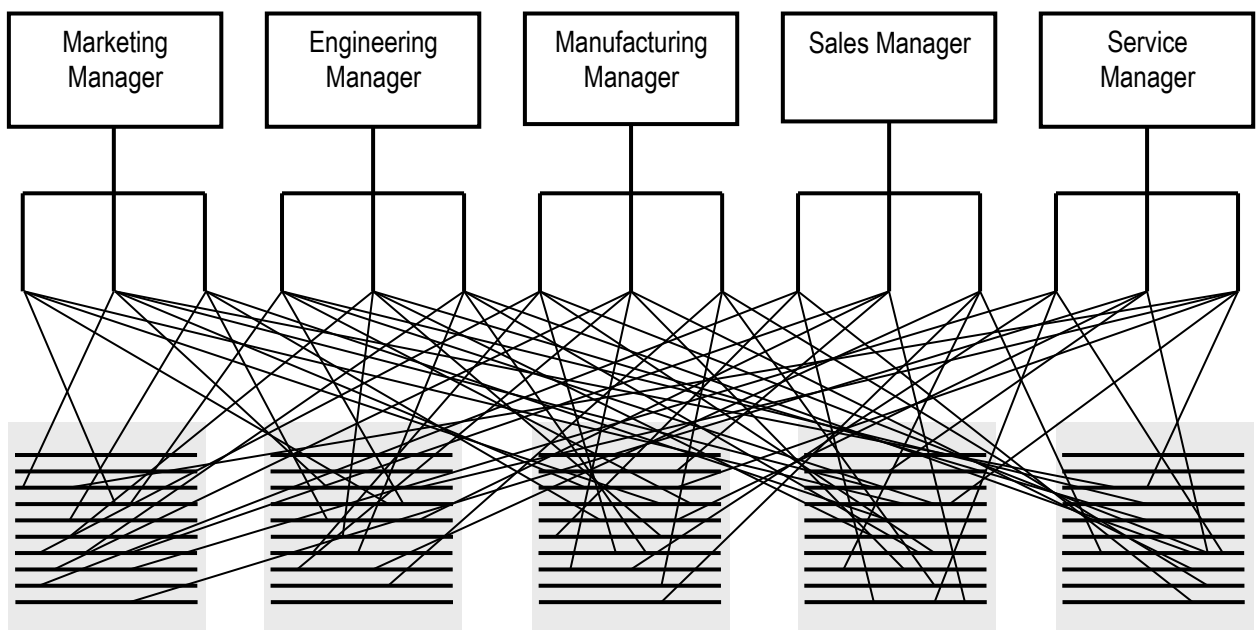 Marketing
Manager
Engineering
Manager
Manufacturing
Manager
Sales Manager
Service
Manager